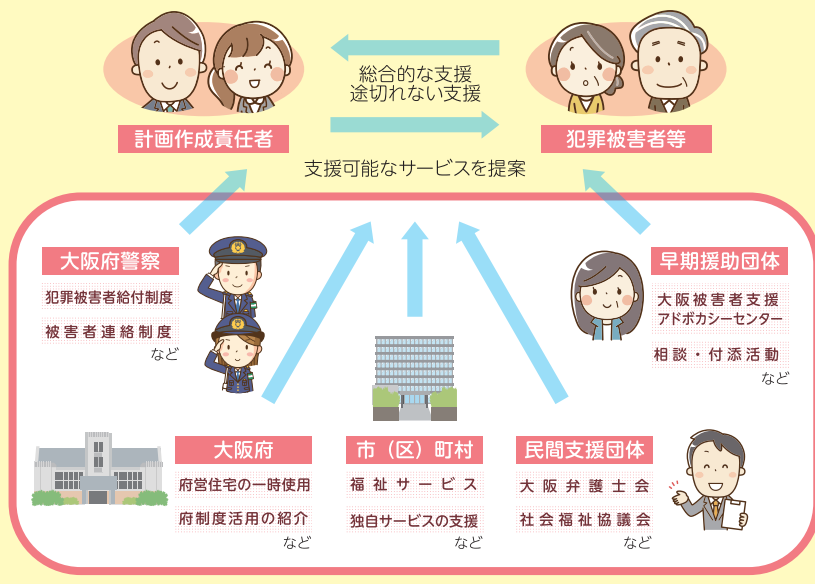 総合的な支援
途切れない支援
計画作成責任者
犯罪被害者等
支援可能なサービスを提案
大阪府警察
犯罪被害者給付制度
被害者連絡制度
など
早期援助団体
大阪被害者支援
アドボカシーセンター
相談・付添活動
など
大阪府
府営住宅の一時使用
府制度活用の紹介
など
市（区）町村
福祉サービス
独自サービスの支援
など
民間支援団体
大阪弁護士会
社会福祉協議会
など